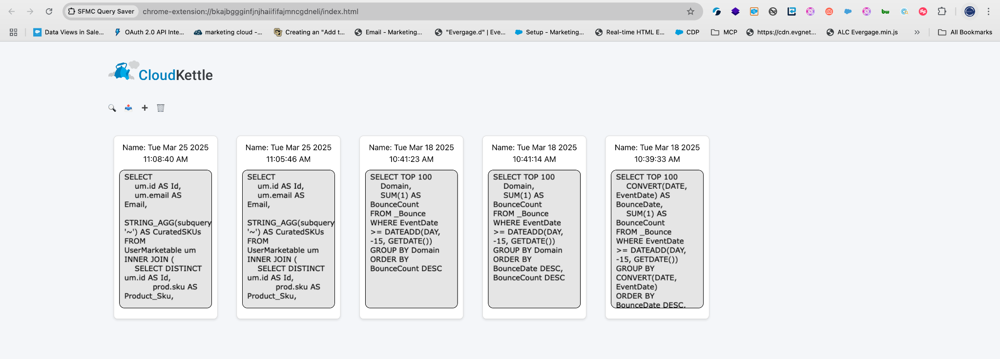 SFMC Query Saver
chrome-extension://bkajbggginfjnjhaiififajmncgdneli/index.html
bw
Data Views in Sale...
OAuth 2.0 API Inte...
marketing cloud -...
Creating an "Add t...
Email - Marketing...
"Evergage.d" | Eve...
Setup - Marketing...
Real-time HTML E...
CDP
MCP
https://cdn.evgnet...
ALC Evergage.min.js
All Bookmarks
CloudKettle
Name: Tue Mar 25 2025
11:08:40 AM
SELECT
um.id AS Id,
um.email AS
Email,
STRING_AGG(subquery
'~') AS CuratedSKUs
FROM
UserMarketable um
INNER JOIN (
SELECT DISTINCT
um.id AS Id,
prod.sku AS
Product_Sku,
Name: Tue Mar 25 2025
11:05:46 AM
SELECT
um.id AS Id,
um.email AS
Email,
STRING_AGG(subquery
'~') AS CuratedSKUs
FROM
UserMarketable um
INNER JOIN (
SELECT DISTINCT
um.id AS Id,
prod.sku AS
Product_Sku,
Name: Tue Mar 18 2025
10:41:23 AM
SELECT TOP 100
Domain,
SUM(1) AS
BounceCount
FROM _Bounce
WHERE EventDate
>= DATEADD(DAY,
-15, GETDATE())
GROUP BY Domain
ORDER BY
BounceCount DESC
Name: Tue Mar 18 2025
10:41:14 AM
SELECT TOP 100
Domain,
SUM(1) AS
BounceCount
FROM _Bounce
WHERE EventDate
>= DATEADD(DAY,
-15, GETDATE())
GROUP BY Domain
ORDER BY
BounceDate DESC,
BounceCount DESC
Name: Tue Mar 18 2025
10:39:33 AM
SELECT TOP 100
CONVERT(DATE,
EventDate) AS
BounceDate,
SUM(1) AS
BounceCount
FROM _Bounce
WHERE EventDate
>= DATEADD(DAY,
-15, GETDATE())
GROUP BY
CONVERT(DATE,
EventDate)
ORDER BY
BounceDate DESC,